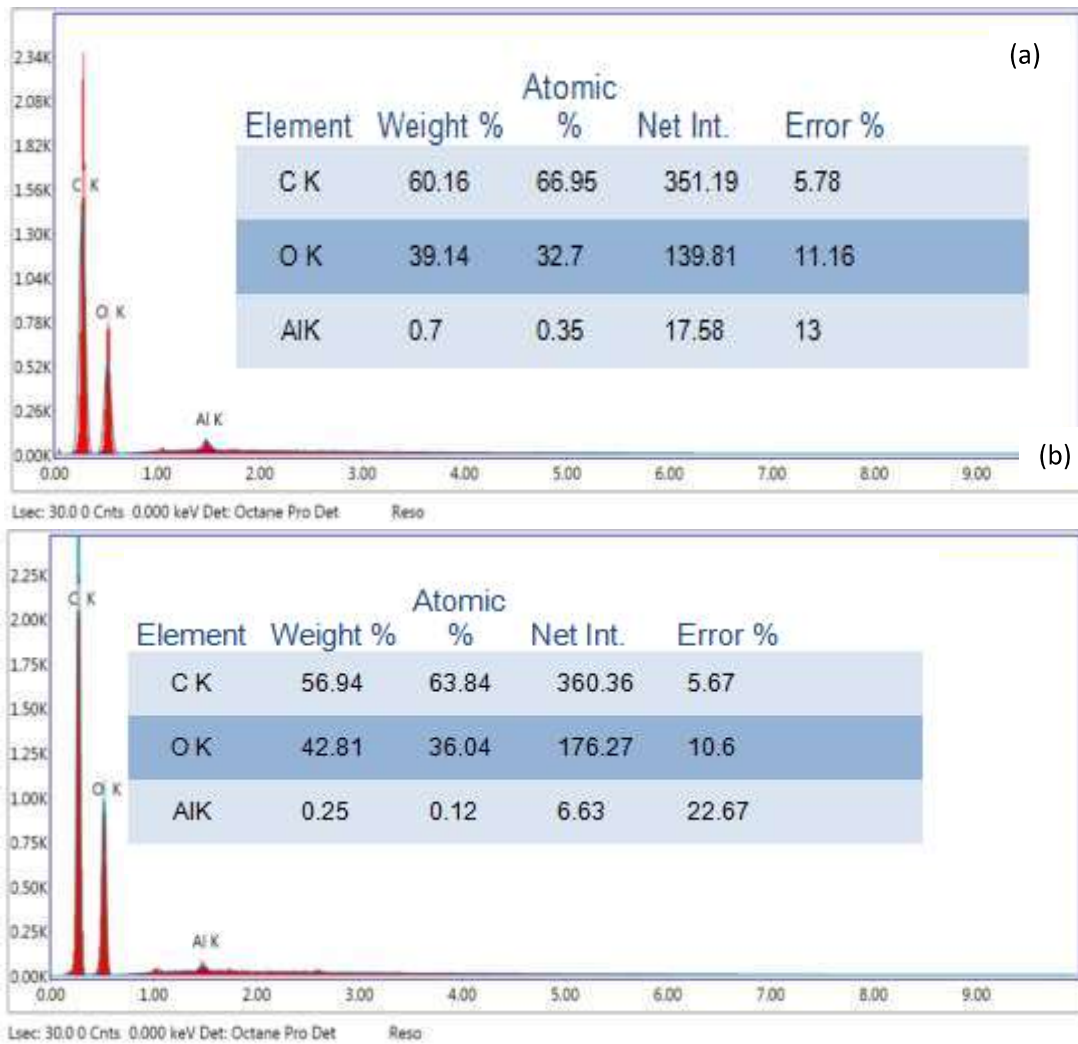 (a)
2.34K
2.08K
1.82K
1.56K
1.30K
1.04K
0.78K
0.52K
0.26K
0.00K
C K
O K
Al K
Element Weight % Atomic % Net Int. Error %
C K 60.16 66.95 351.19 5.78
O K 39.14 32.7 139.81 11.16
AlK 0.7 0.35 17.58 13
0.00 1.00 2.00 3.00 4.00 5.00 6.00 7.00 8.00 9.00
Lsec: 30.0 0 Cnts 0.000 keV Det: Octane Pro Det Reso
(b)
2.25K
2.00K
1.75K
1.50K
1.25K
1.00K
0.75K
0.50K
0.25K
0.00K
C K
O K
Al K
Element Weight % Atomic % Net Int. Error %
C K 56.94 63.84 360.36 5.67
O K 42.81 36.04 176.27 10.6
AlK 0.25 0.12 6.63 22.67
0.00 1.00 2.00 3.00 4.00 5.00 6.00 7.00 8.00 9.00
Lsec: 30.0 0 Cnts 0.000 keV Det: Octane Pro Det Reso